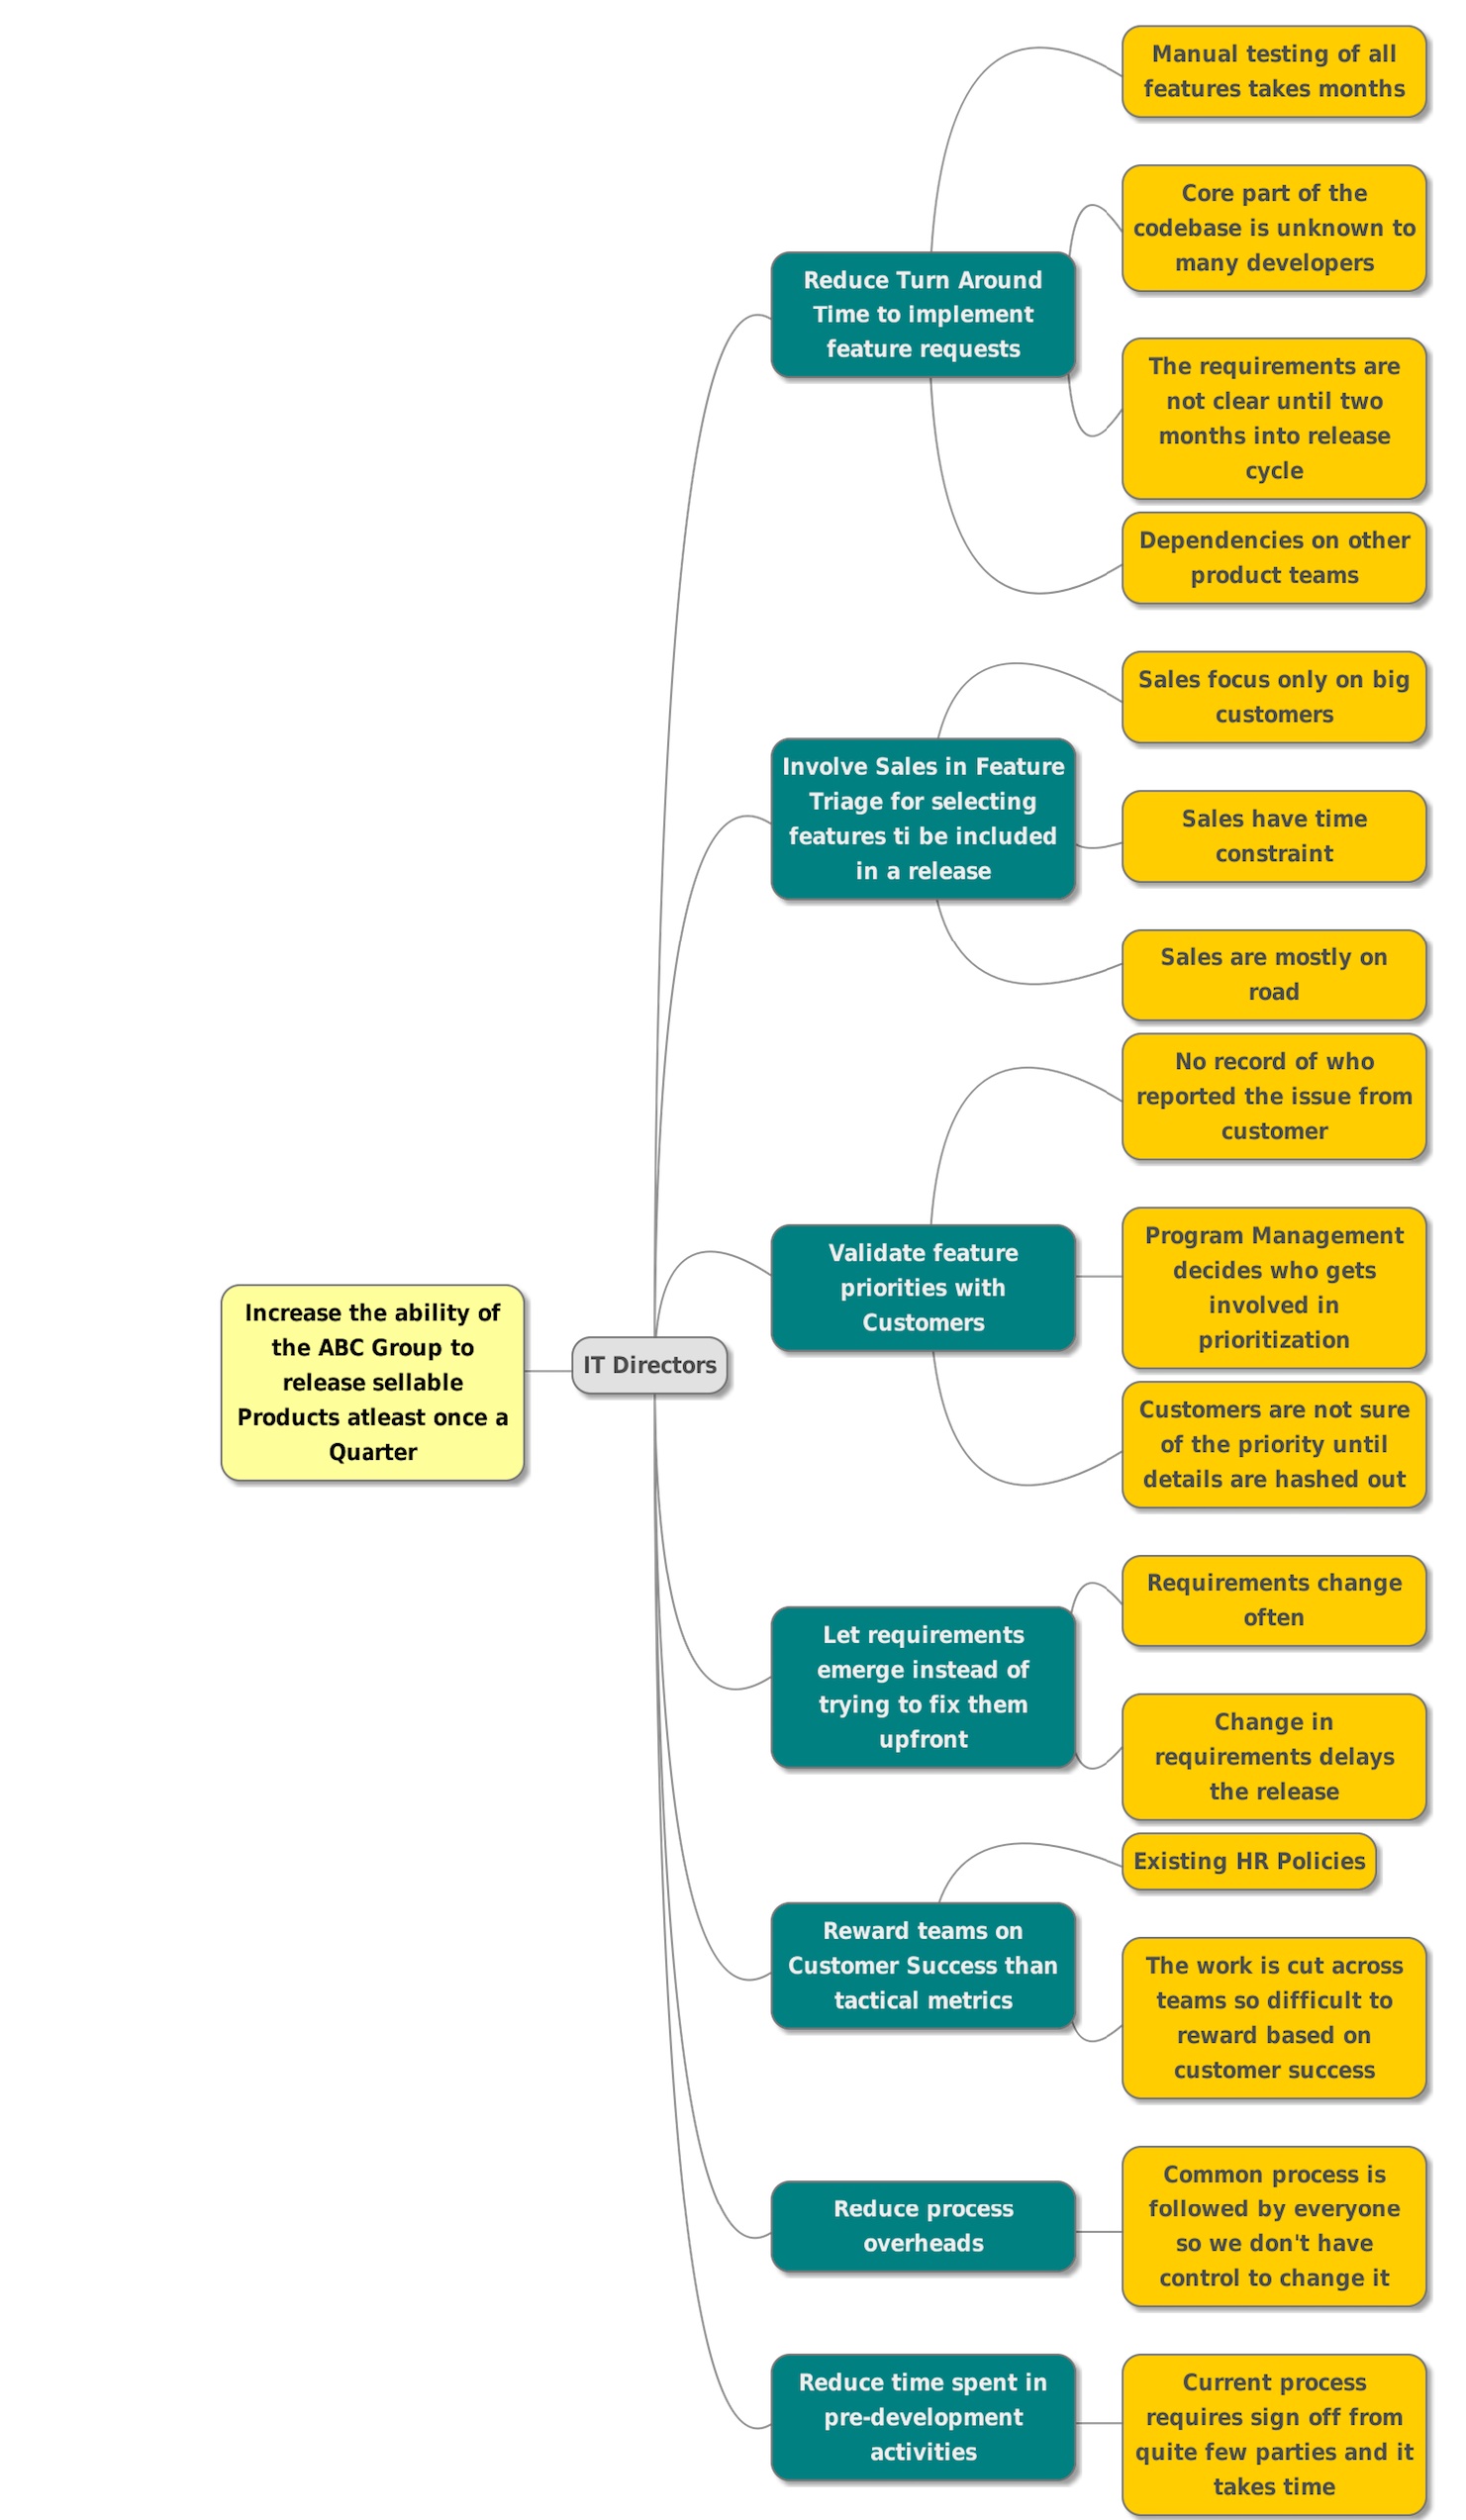 Increase the ability of
the ABC Group to
release sellable
Products atleast once a
Quarter
IT Directors
Reduce Turn Around
Time to implement
feature requests
Manual testing of all
features takes months
Core part of the
codebase is unknown to
many developers
The requirements are
not clear until two
months into release
cycle
Dependencies on other
product teams
Involve Sales in Feature
Triage for selecting
features ti be included
in a release
Sales focus only on big
customers
Sales have time
constraint
Sales are mostly on
road
Validate feature
priorities with
Customers
No record of who
reported the issue from
customer
Program Management
decides who gets
involved in
prioritization
Customers are not sure
of the priority until
details are hashed out
Let requirements
emerge instead of
trying to fix them
upfront
Requirements change
often
Change in
requirements delays
the release
Reward teams on
Customer Success than
tactical metrics
Existing HR Policies
The work is cut across
teams so difficult to
reward based on
customer success
Reduce process
overheads
Common process is
followed by everyone
so we don't have
control to change it
Reduce time spent in
pre-development
activities
Current process
requires sign off from
quite few parties and it
takes time